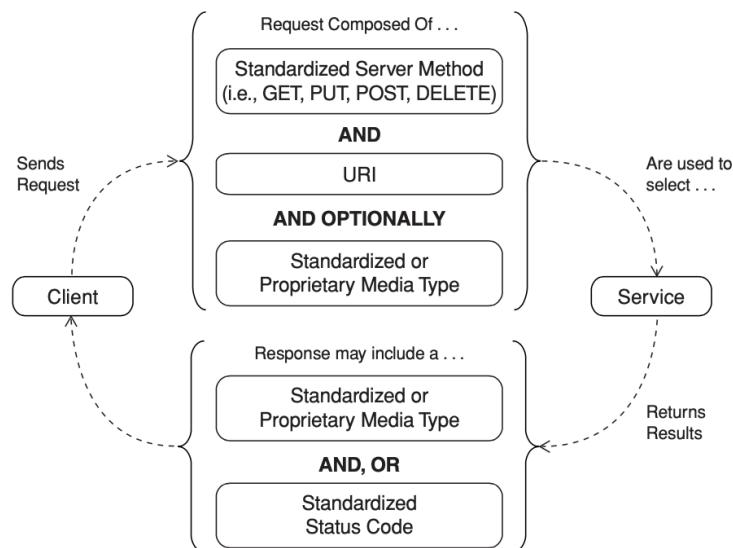 Request Composed Of . . .
Standardized Server Method
(i.e., GET, PUT, POST, DELETE)
AND
Sends
Request
URI
Are used to
select . . .
AND OPTIONALLY
Standardized or
Proprietary Media Type
Client
Service
Response may include a . . .
Standardized or
Proprietary Media Type
Returns
Results
AND, OR
Standardized
Status Code